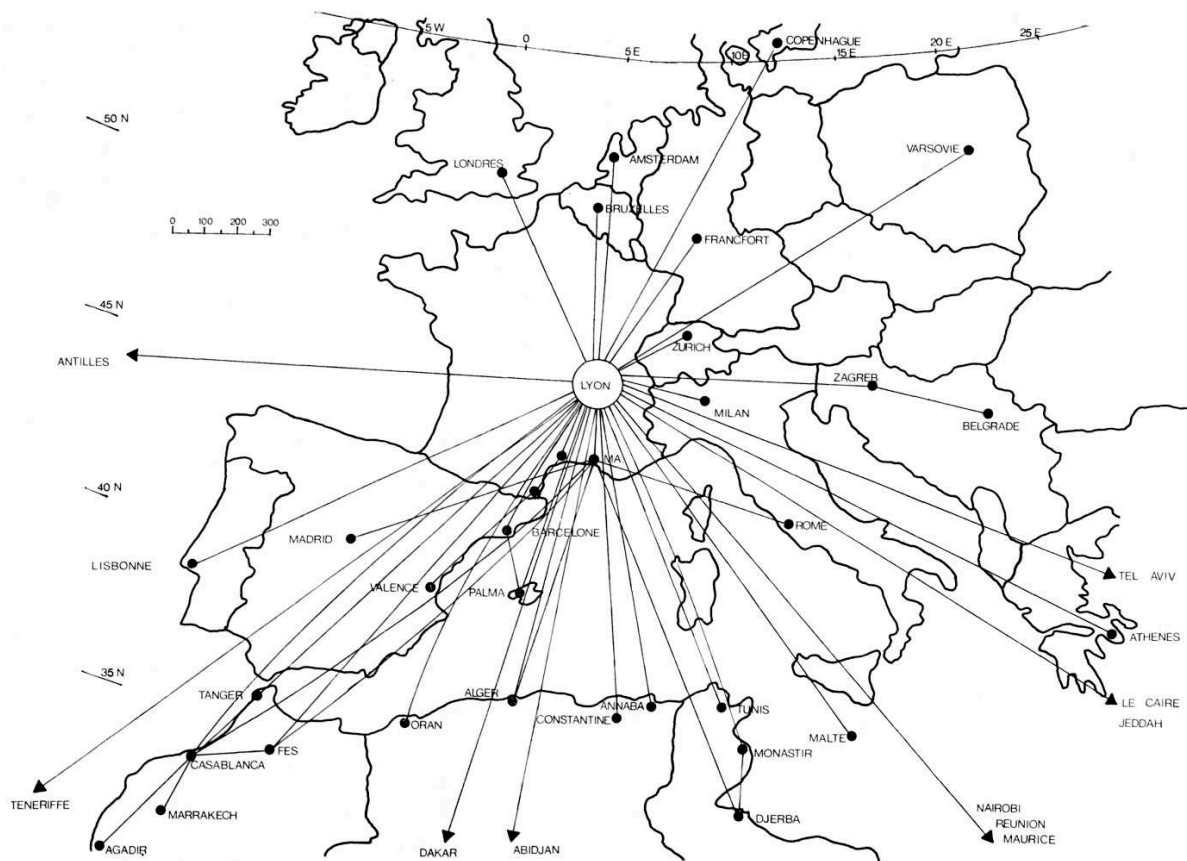 COPENHAGUE
5 W
0
5 E
10E
15 E
20 E
25 E
50 N
LONDRES
AMSTERDAM
VARSOVIE
BRUXELLES
0 100 200 300
FRANCFORT
45 N
ZURICH
ANTILLES
LYON
ZAGREB
MILAN
BELGRADE
MA
40 N
MADRID
BARCELONE
ROME
LISBONNE
VALENCE
PALMA
TEL AVIV
ATHENES
35 N
TANGER
ALGER
ANNABA
TUNIS
LE CAIRE
JEDDAH
ORAN
CONSTANTINE
MALTE
FES
MONASTIR
CASABLANCA
TENERIFFE
MARRAKECH
DJERBA
NAIROBI
REUNION
MAURICE
AGADIR
DAKAR
ABIDJAN